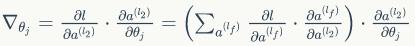 ∇_{θ_j} = ∂l/∂a^{(l_2)} · ∂a^{(l_2)}/∂θ_j = (∑_{a^{(l_f)}} ∂l/∂a^{(l_f)} · ∂a^{(l_f)}/∂a^{(l_2)}) · ∂a^{(l_2)}/∂θ_j